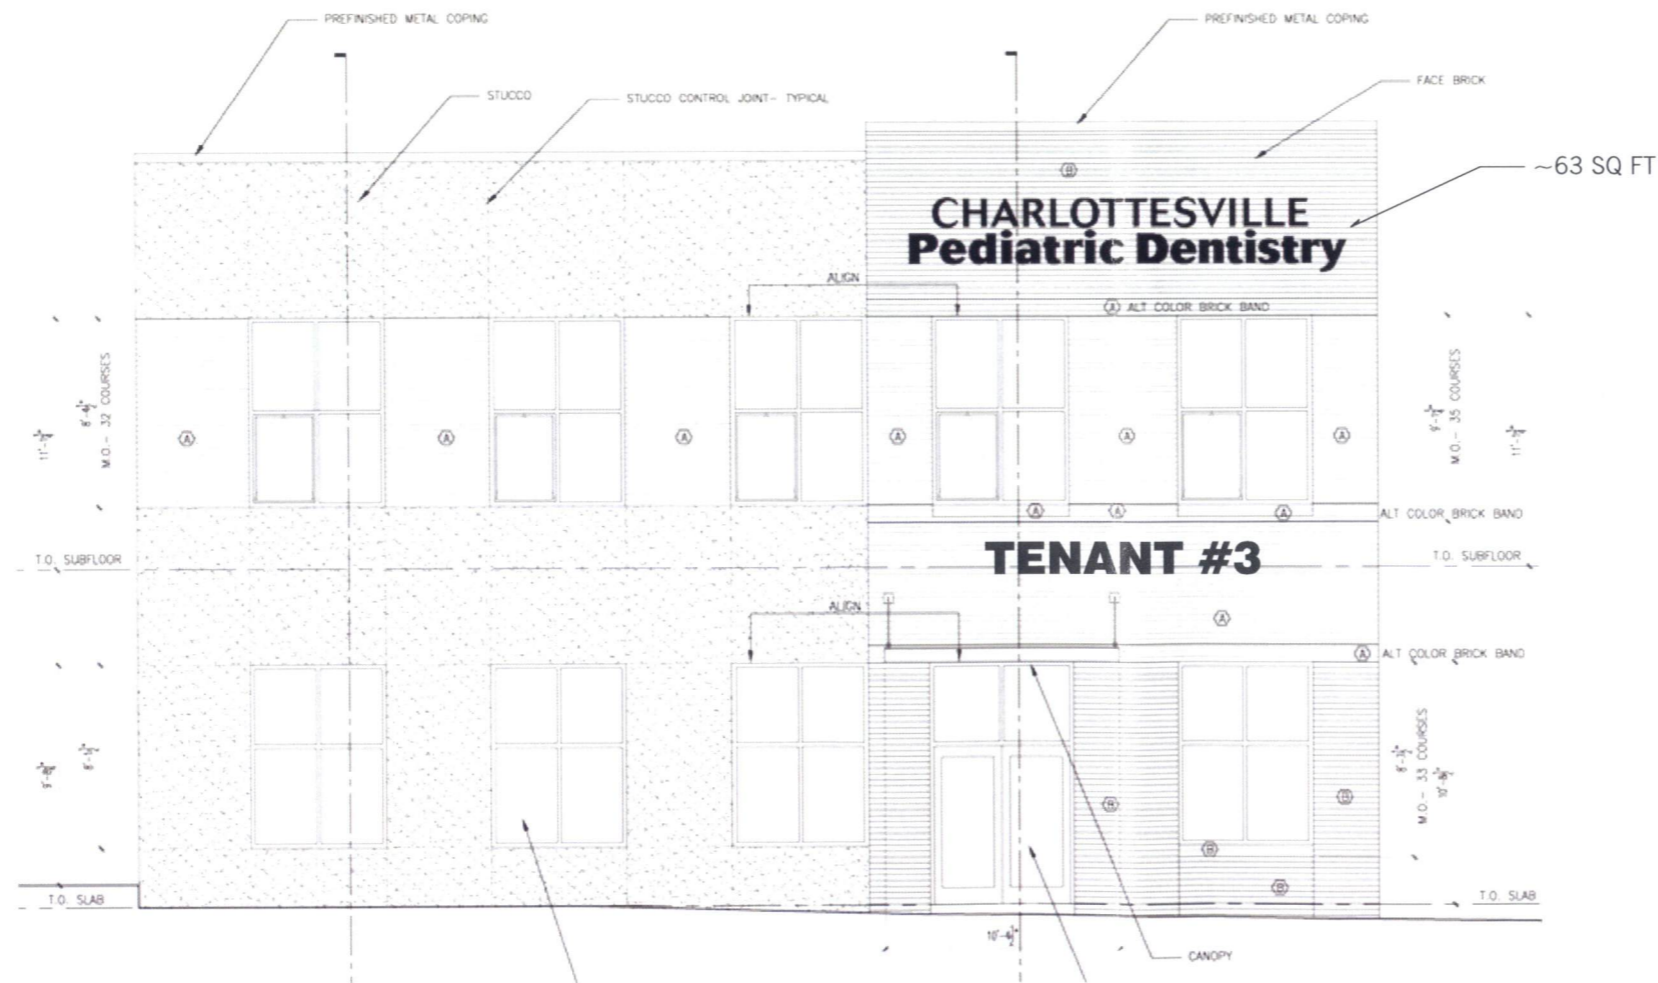 PREFINISHED METAL COPING
PREFINISHED METAL COPING
STUCCO
STUCCO CONTROL JOINT- TYPICAL
FACE BRICK
~63 SQ FT
B
CHARLOTTESVILLE
Pediatric Dentistry
ALIGN
A ALT COLOR BRICK BAND
M.O.- 32 COURSES
M.O.- 35 COURSES
A
A
A
A
A
A
A
A
A
ALT COLOR BRICK BAND
T.O. SUBFLOOR
TENANT #3
T.O. SUBFLOOR
ALIGN
A
A ALT COLOR BRICK BAND
M.O.- 33 COURSES
B
B
B
B
T.O. SLAB
T.O. SLAB
CANOPY